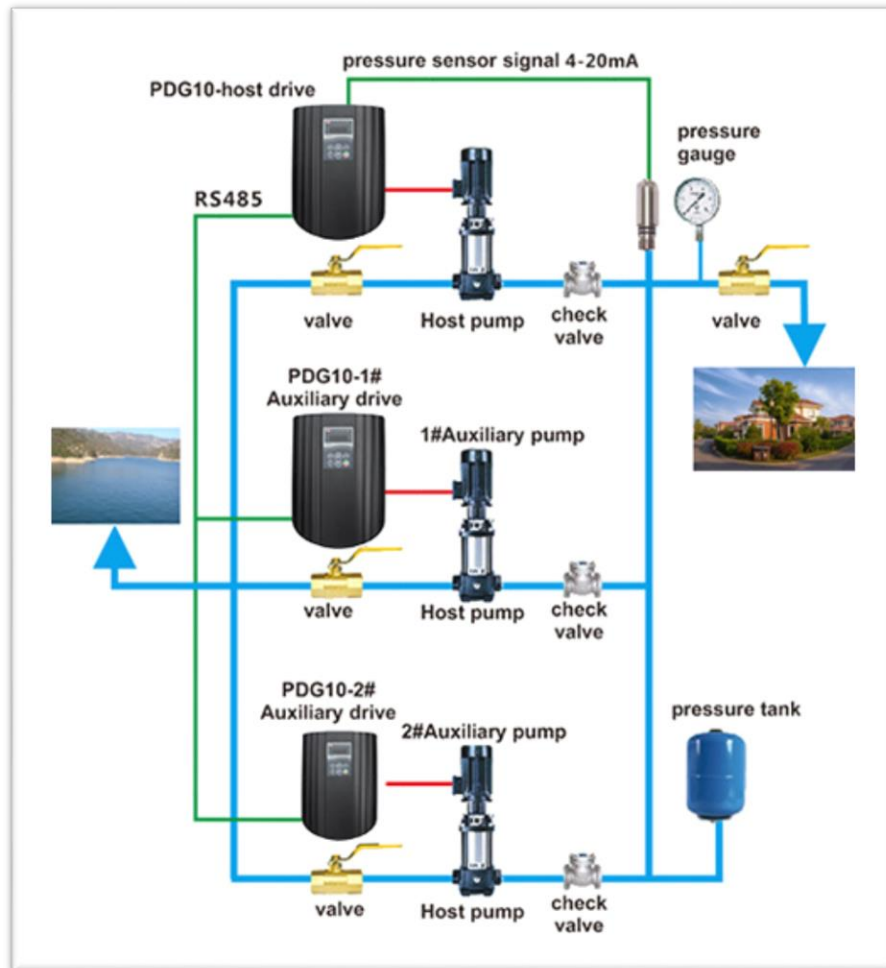 pressure sensor signal 4-20mA
PDG10-host drive
pressure
gauge
RS485
valve
Host pump
check
valve
valve
PDG10-1#
Auxiliary drive
1#Auxiliary pump
valve
Host pump
check
valve
PDG10-2#
Auxiliary drive
2#Auxiliary pump
pressure tank
valve
Host pump
check
valve